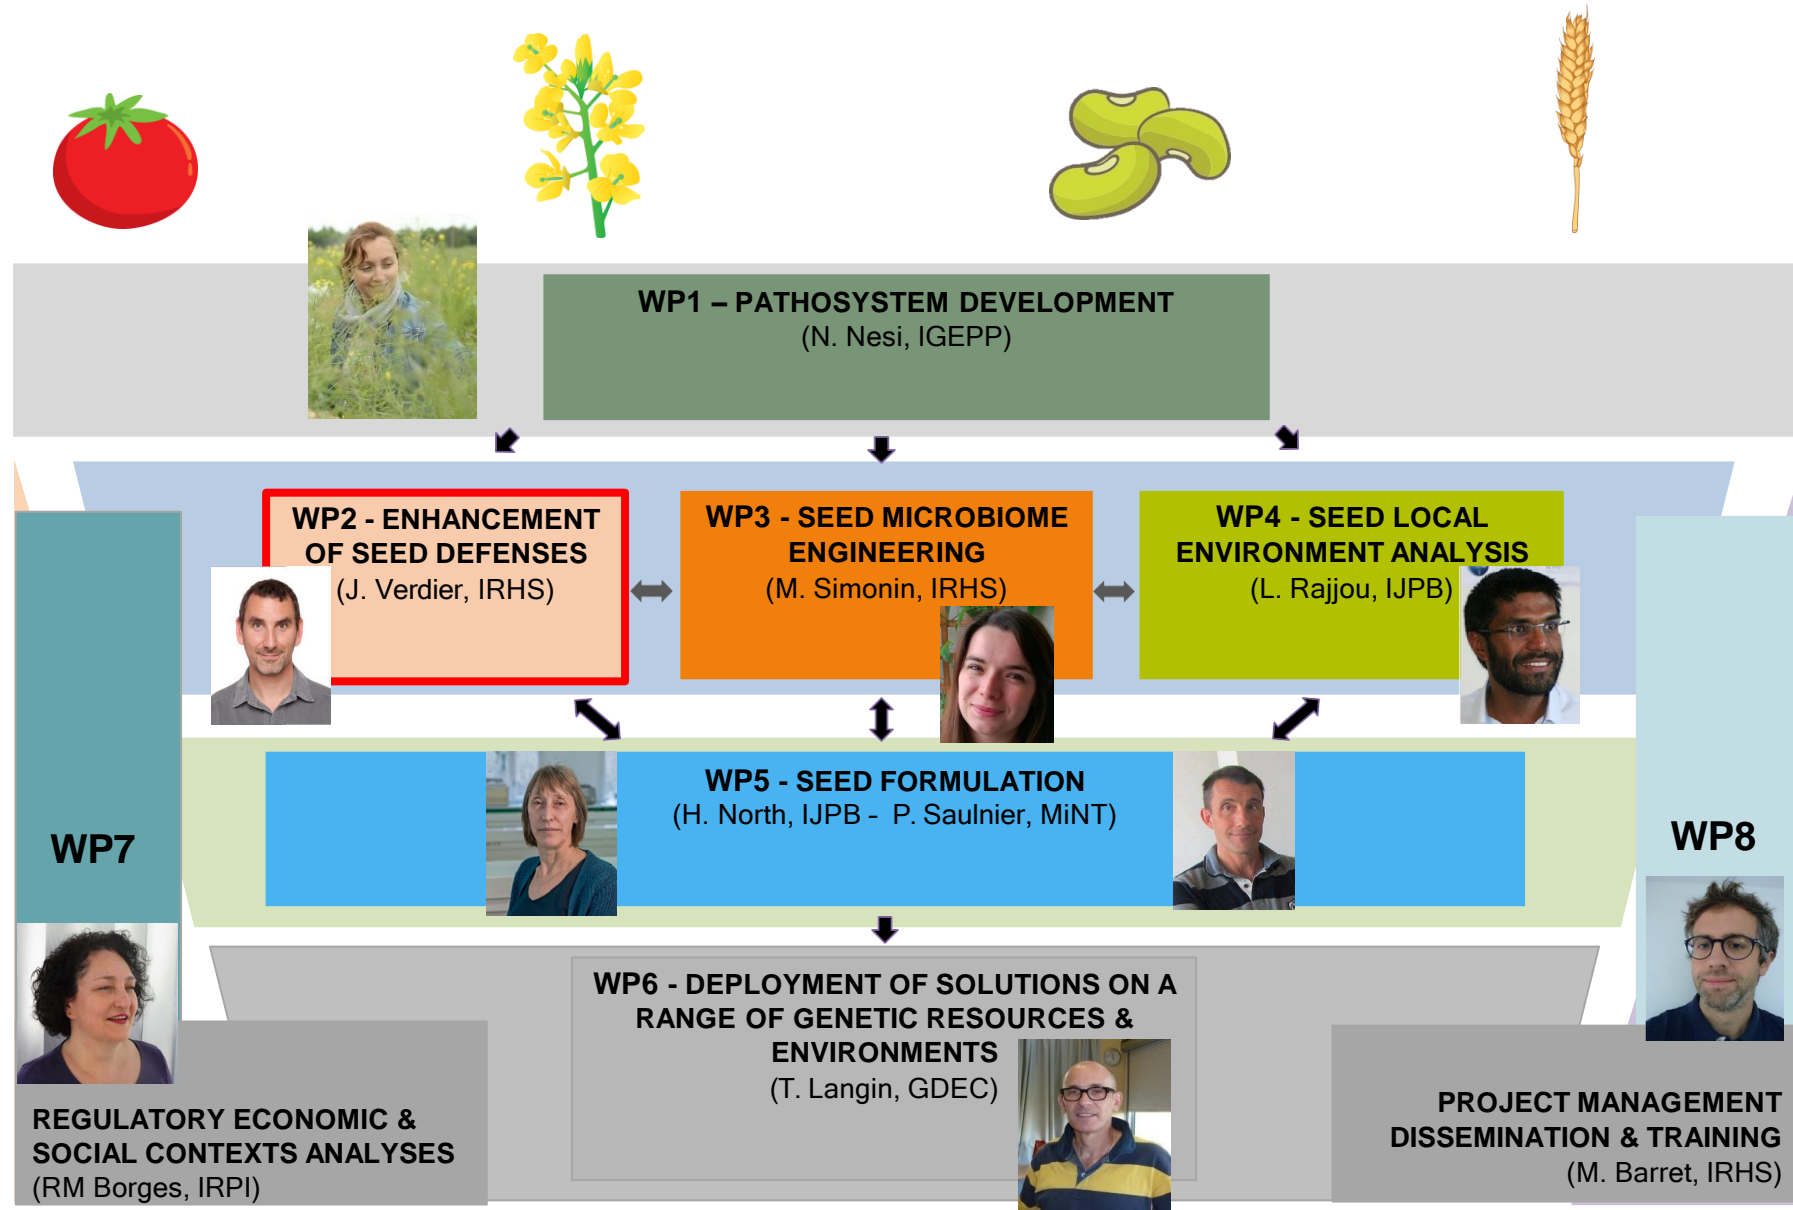 WP1 – PATHOSYSTEM DEVELOPMENT
(N. Nesi, IGEPP)
WP2 - ENHANCEMENT
OF SEED DEFENSES
(J. Verdier, IRHS)
WP3 - SEED MICROBIOME
ENGINEERING
(M. Simonin, IRHS)
WP4 - SEED LOCAL
ENVIRONMENT ANALYSIS
(L. Rajjou, IJPB)
WP5 - SEED FORMULATION
(H. North, IJPB - P. Saulnier, MiNT)
WP7
WP8
WP6 - DEPLOYMENT OF SOLUTIONS ON A
RANGE OF GENETIC RESOURCES &
ENVIRONMENTS
(T. Langin, GDEC)
REGULATORY ECONOMIC &
SOCIAL CONTEXTS ANALYSES
(RM Borges, IRPI)
PROJECT MANAGEMENT
DISSEMINATION & TRAINING
(M. Barret, IRHS)